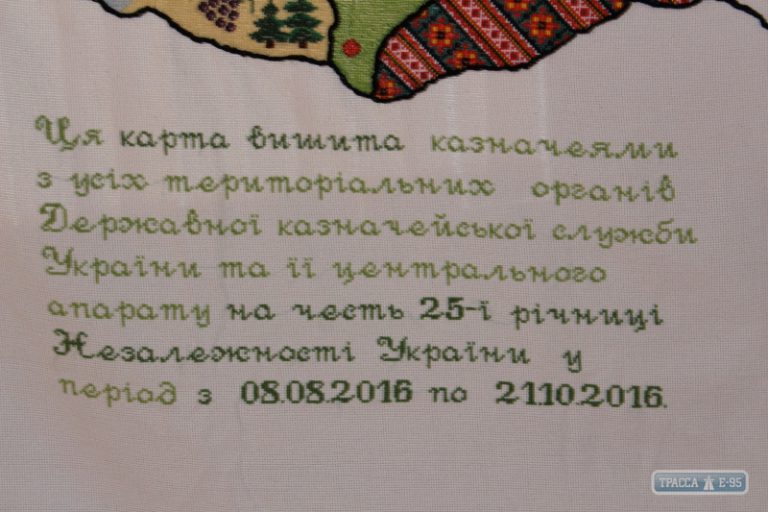 Ця карта вишита казначеями
з усіх територіальних органів
Державної казначейської служби
України та її центрального
апарату на честь 25-ї річниці
Незалежності України у
період з 08.08.2016 по 21.10.2016.
ТРАССА Е-95